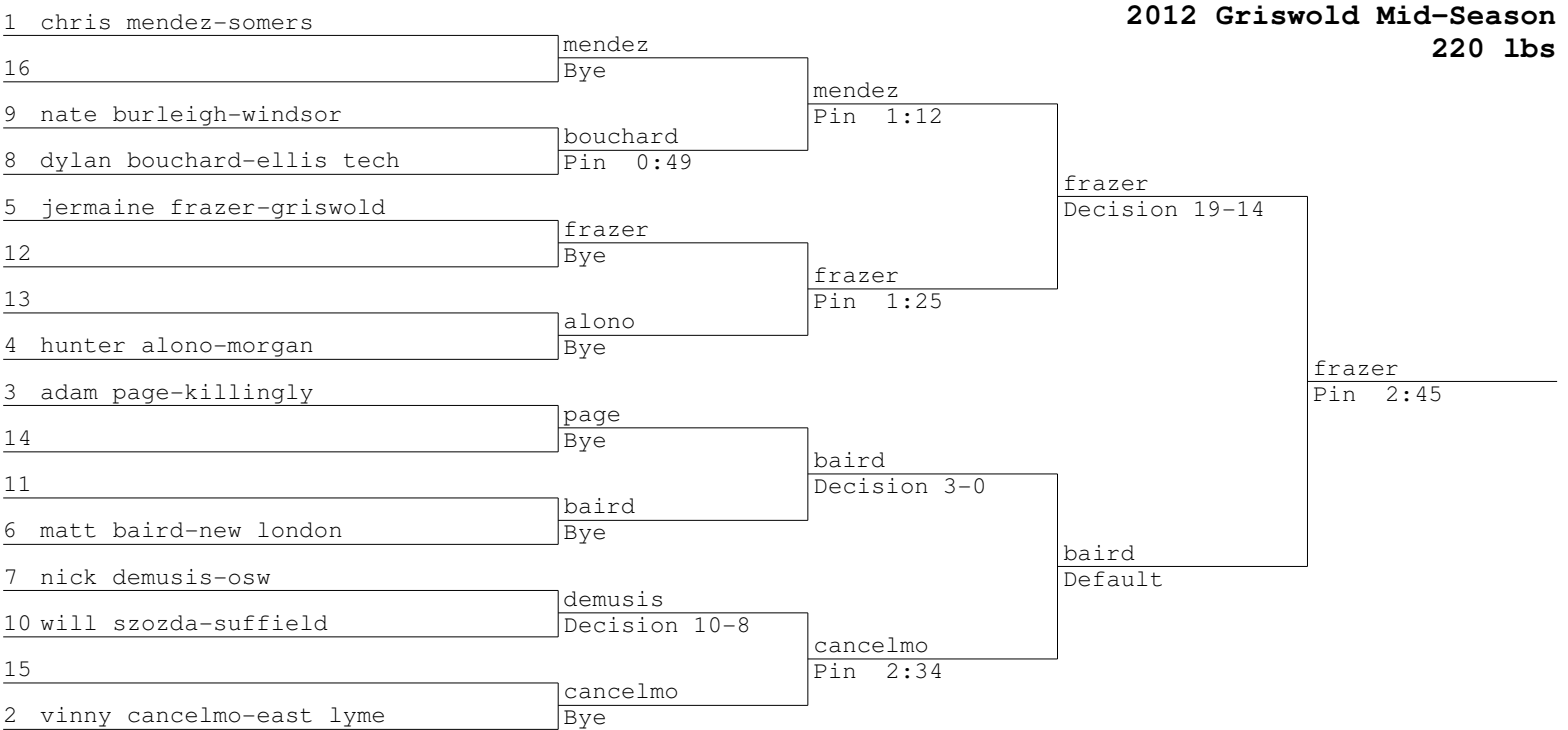 2012 Griswold Mid-Season
220 lbs
1 chris mendez-somers
16
9 nate burleigh-windsor
8 dylan bouchard-ellis tech
5 jermaine frazer-griswold
12
13
4 hunter alono-morgan
3 adam page-killingly
14
11
6 matt baird-new london
7 nick demusis-osw
10 will szozda-suffield
15
2 vinny cancelmo-east lyme
mendez
Bye
bouchard
Pin 0:49
frazer
Bye
alono
Bye
page
Bye
baird
Bye
demusis
Decision 10-8
cancelmo
Bye
mendez
Pin 1:12
frazer
Pin 1:25
baird
Decision 3-0
cancelmo
Pin 2:34
frazer
Decision 19-14
baird
Default
frazer
Pin 2:45